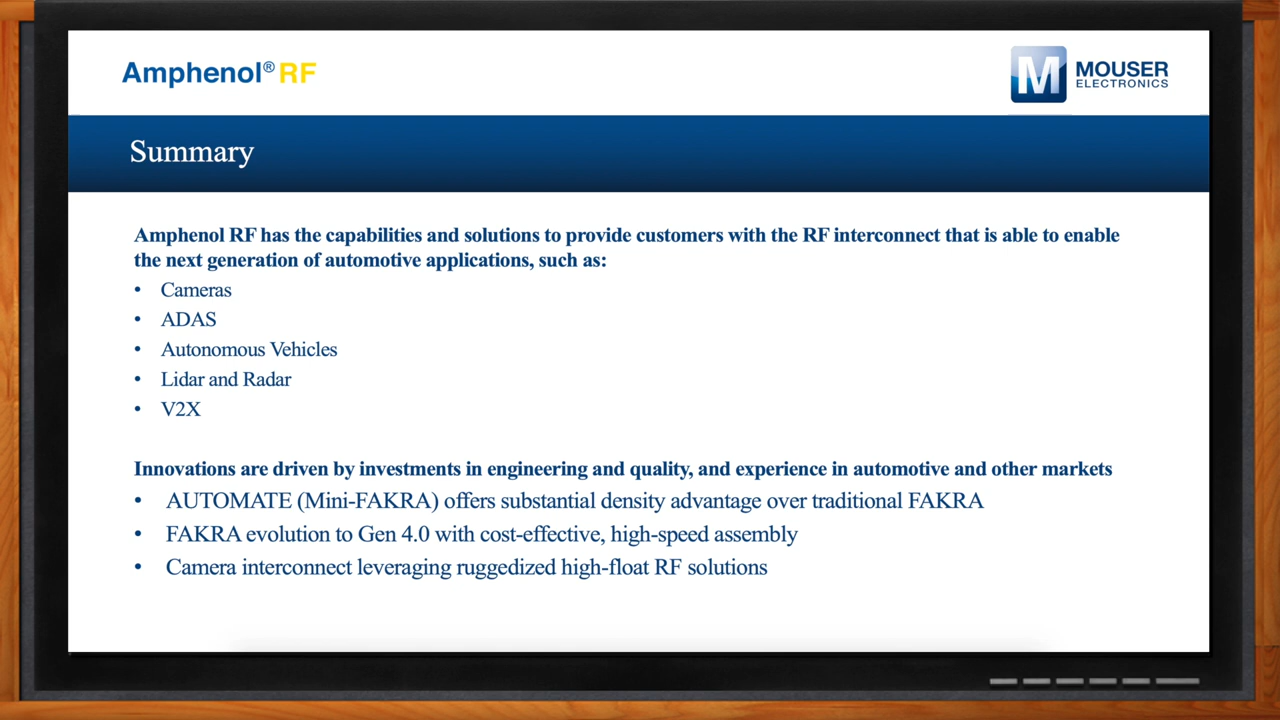 Amphenol® RF
M MOUSER
ELECTRONICS
Summary
Amphenol RF has the capabilities and solutions to provide customers with the RF interconnect that is able to enable
the next generation of automotive applications, such as:
• Cameras
• ADAS
• Autonomous Vehicles
• Lidar and Radar
• V2X
Innovations are driven by investments in engineering and quality, and experience in automotive and other markets
• AUTOMATE (Mini-FAKRA) offers substantial density advantage over traditional FAKRA
• FAKRA evolution to Gen 4.0 with cost-effective, high-speed assembly
• Camera interconnect leveraging ruggedized high-float RF solutions